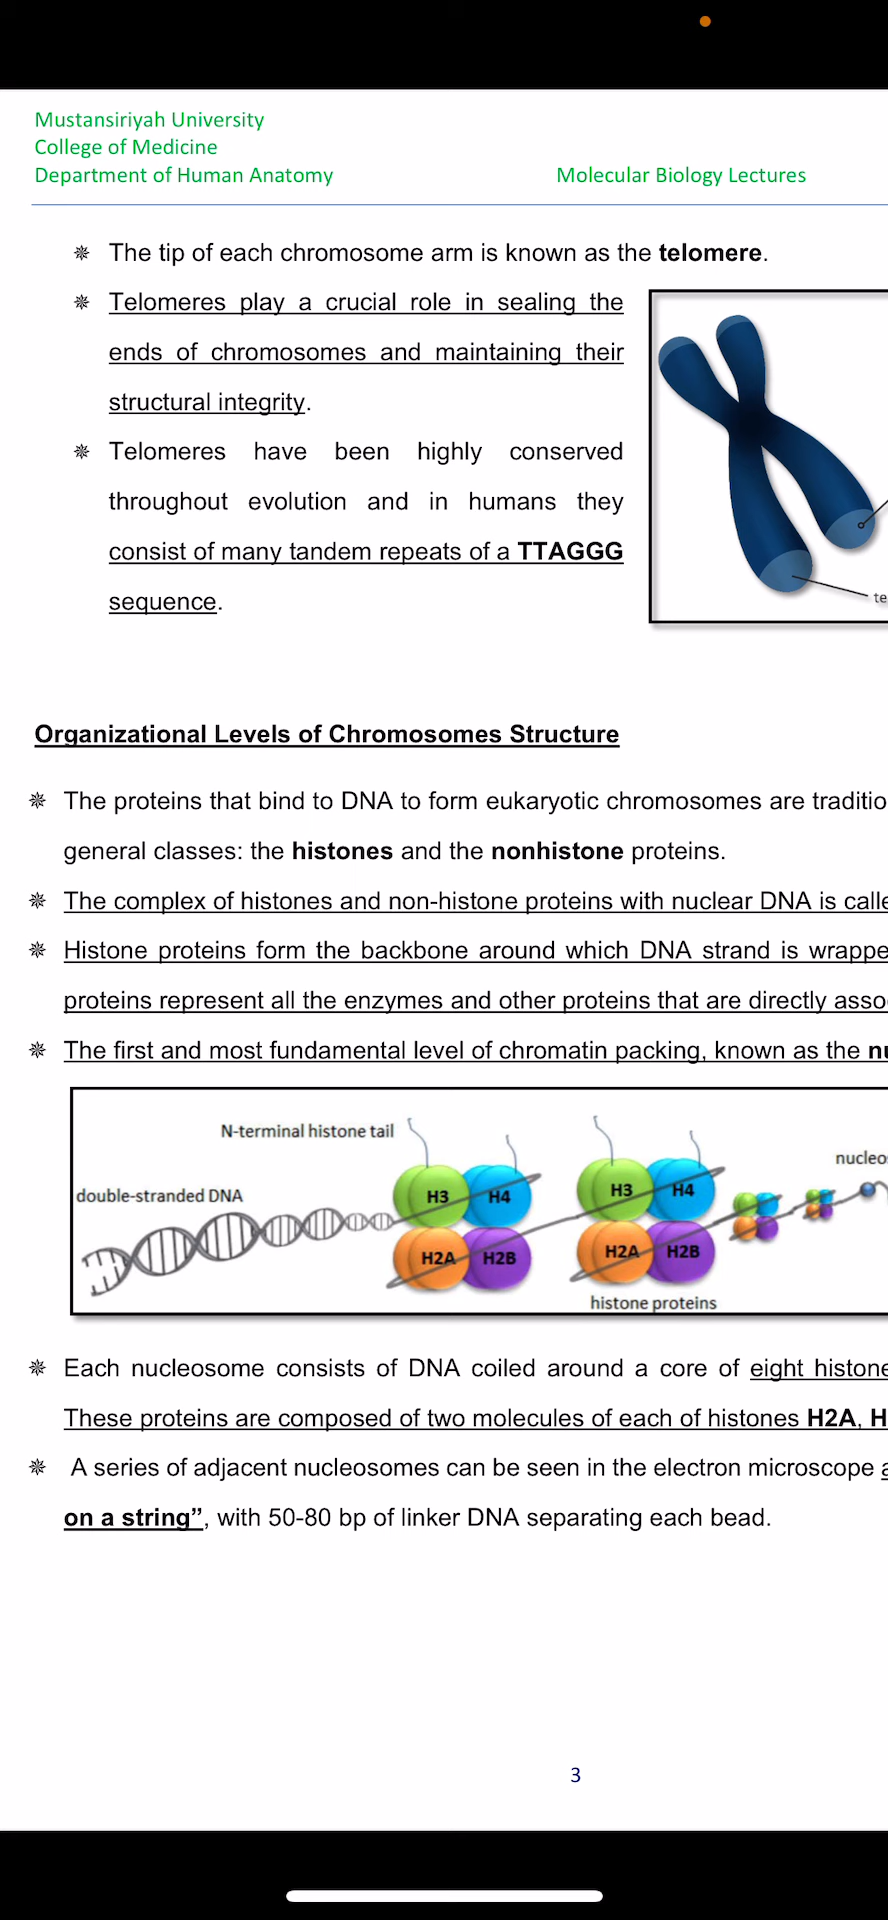 Mustansiriyah University
College of Medicine
Department of Human Anatomy Molecular Biology Lectures
The tip of each chromosome arm is known as the telomere.
Telomeres play a crucial role in sealing the
ends of chromosomes and maintaining their
structural integrity.
Telomeres have been highly conserved
throughout evolution and in humans they
consist of many tandem repeats of a TTAGGG
sequence.
te
Organizational Levels of Chromosomes Structure
The proteins that bind to DNA to form eukaryotic chromosomes are traditio
general classes: the histones and the nonhistone proteins.
The complex of histones and non-histone proteins with nuclear DNA is calle
Histone proteins form the backbone around which DNA strand is wrappe
proteins represent all the enzymes and other proteins that are directly asso
The first and most fundamental level of chromatin packing, known as the nu
N-terminal histone tail
nucleo
double-stranded DNA
H3 H4 H3 H4
H2A H2B H2A H2B
histone proteins
Each nucleosome consists of DNA coiled around a core of eight histone
These proteins are composed of two molecules of each of histones H2A, H
A series of adjacent nucleosomes can be seen in the electron microscope a
on a string”, with 50-80 bp of linker DNA separating each bead.
3